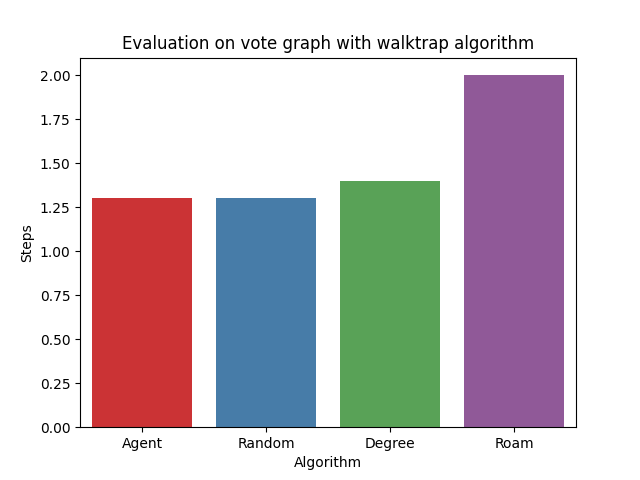 Evaluation on vote graph with walktrap algorithm
2.00
1.75
1.50
1.25
1.00
0.75
0.50
0.25
0.00
Steps
Agent Random Degree Roam
Algorithm